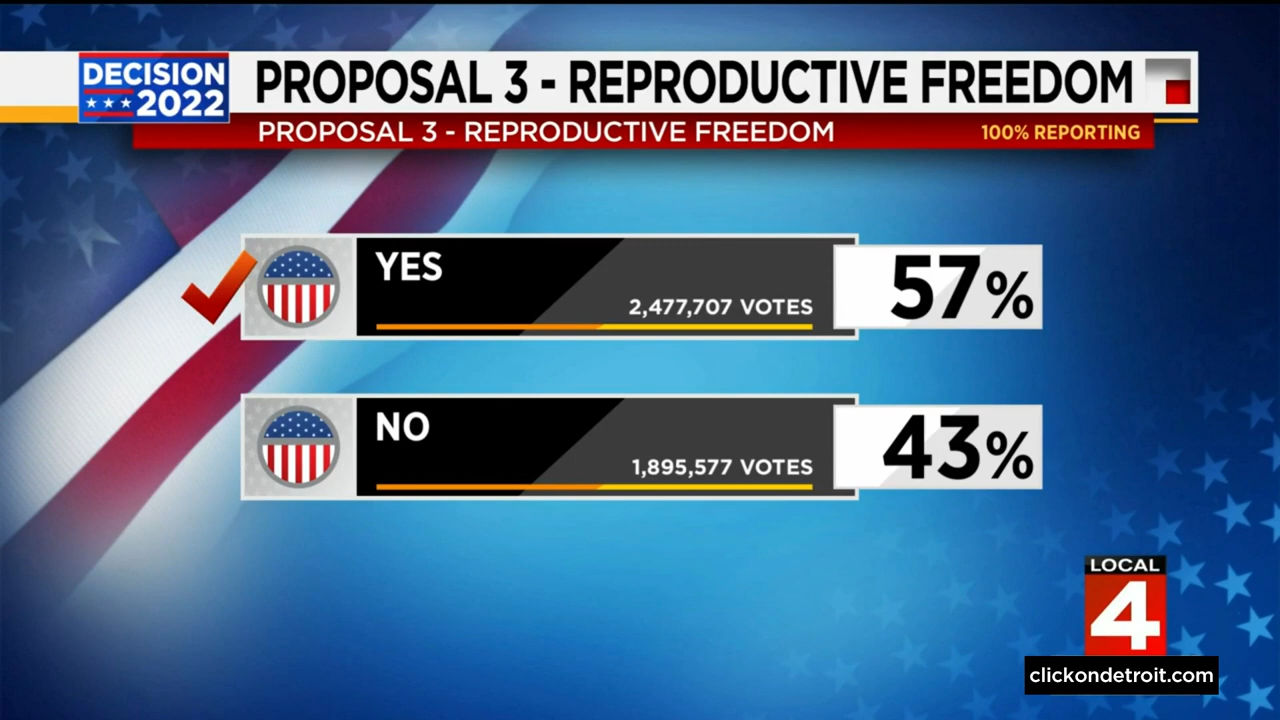 DECISION
2022
PROPOSAL 3 - REPRODUCTIVE FREEDOM
PROPOSAL 3 - REPRODUCTIVE FREEDOM
100% REPORTING
YES
2,477,707 VOTES
57%
NO
1,895,577 VOTES
43%
LOCAL
4
clickondetroit.com